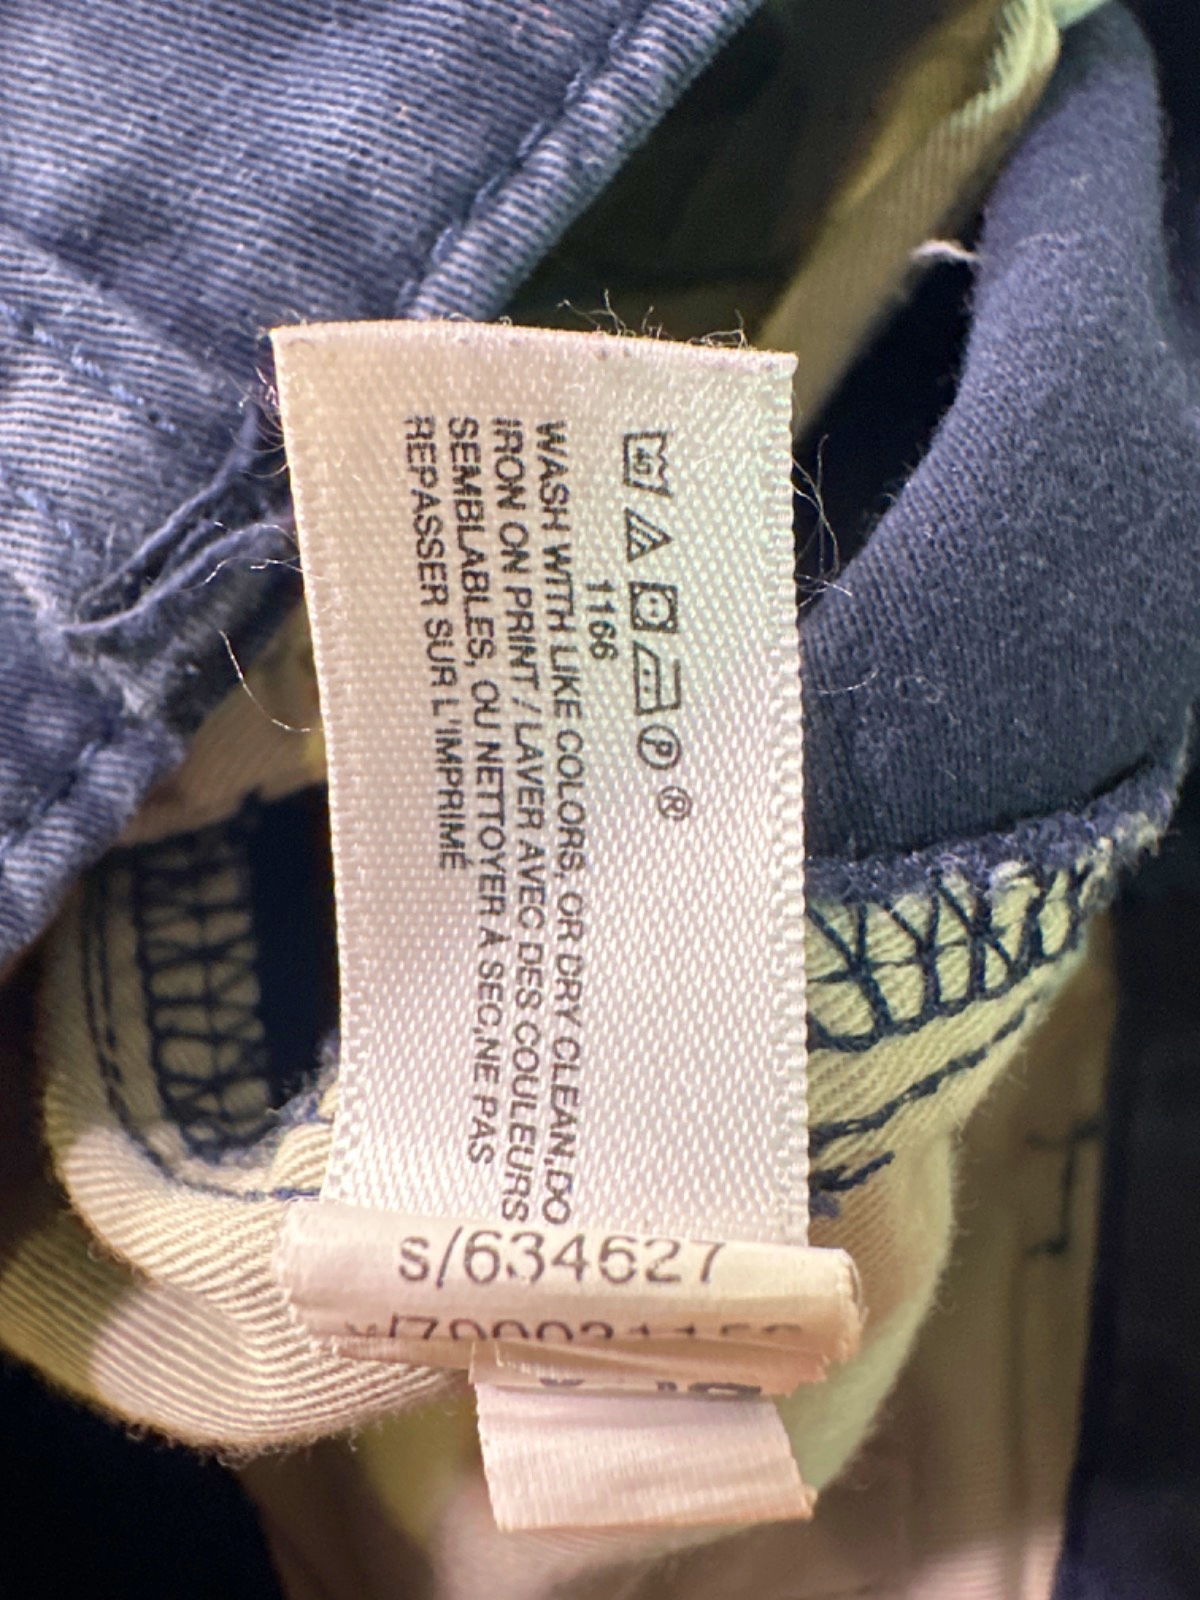 40 P ®
1166
WASH WITH LIKE COLORS, OR DRY CLEAN,DO
IRON ON PRINT / LAVER AVEC DES COULEURS
SEMBLABLES, OU NETTOYER À SEC,NE PAS
REPASSER SUR L'IMPRIMÉ
s/634627